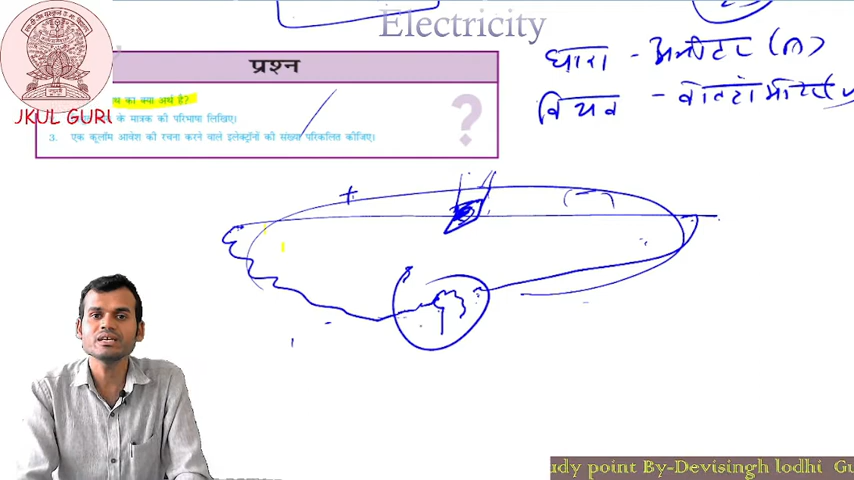 Electricity
धारा - अमीटर (A)
विभव - वोल्टमीटर (V
प्रश्न
का क्या अर्थ है?
के मात्रक की परिभाषा लिखिए।
3. एक कूलॉम आवेश की रचना करने वाले इलेक्ट्रॉनों की संख्या परिकलित कीजिए।
?
JKUL GURI
+
udy point By-Devisingh lodhi Gu